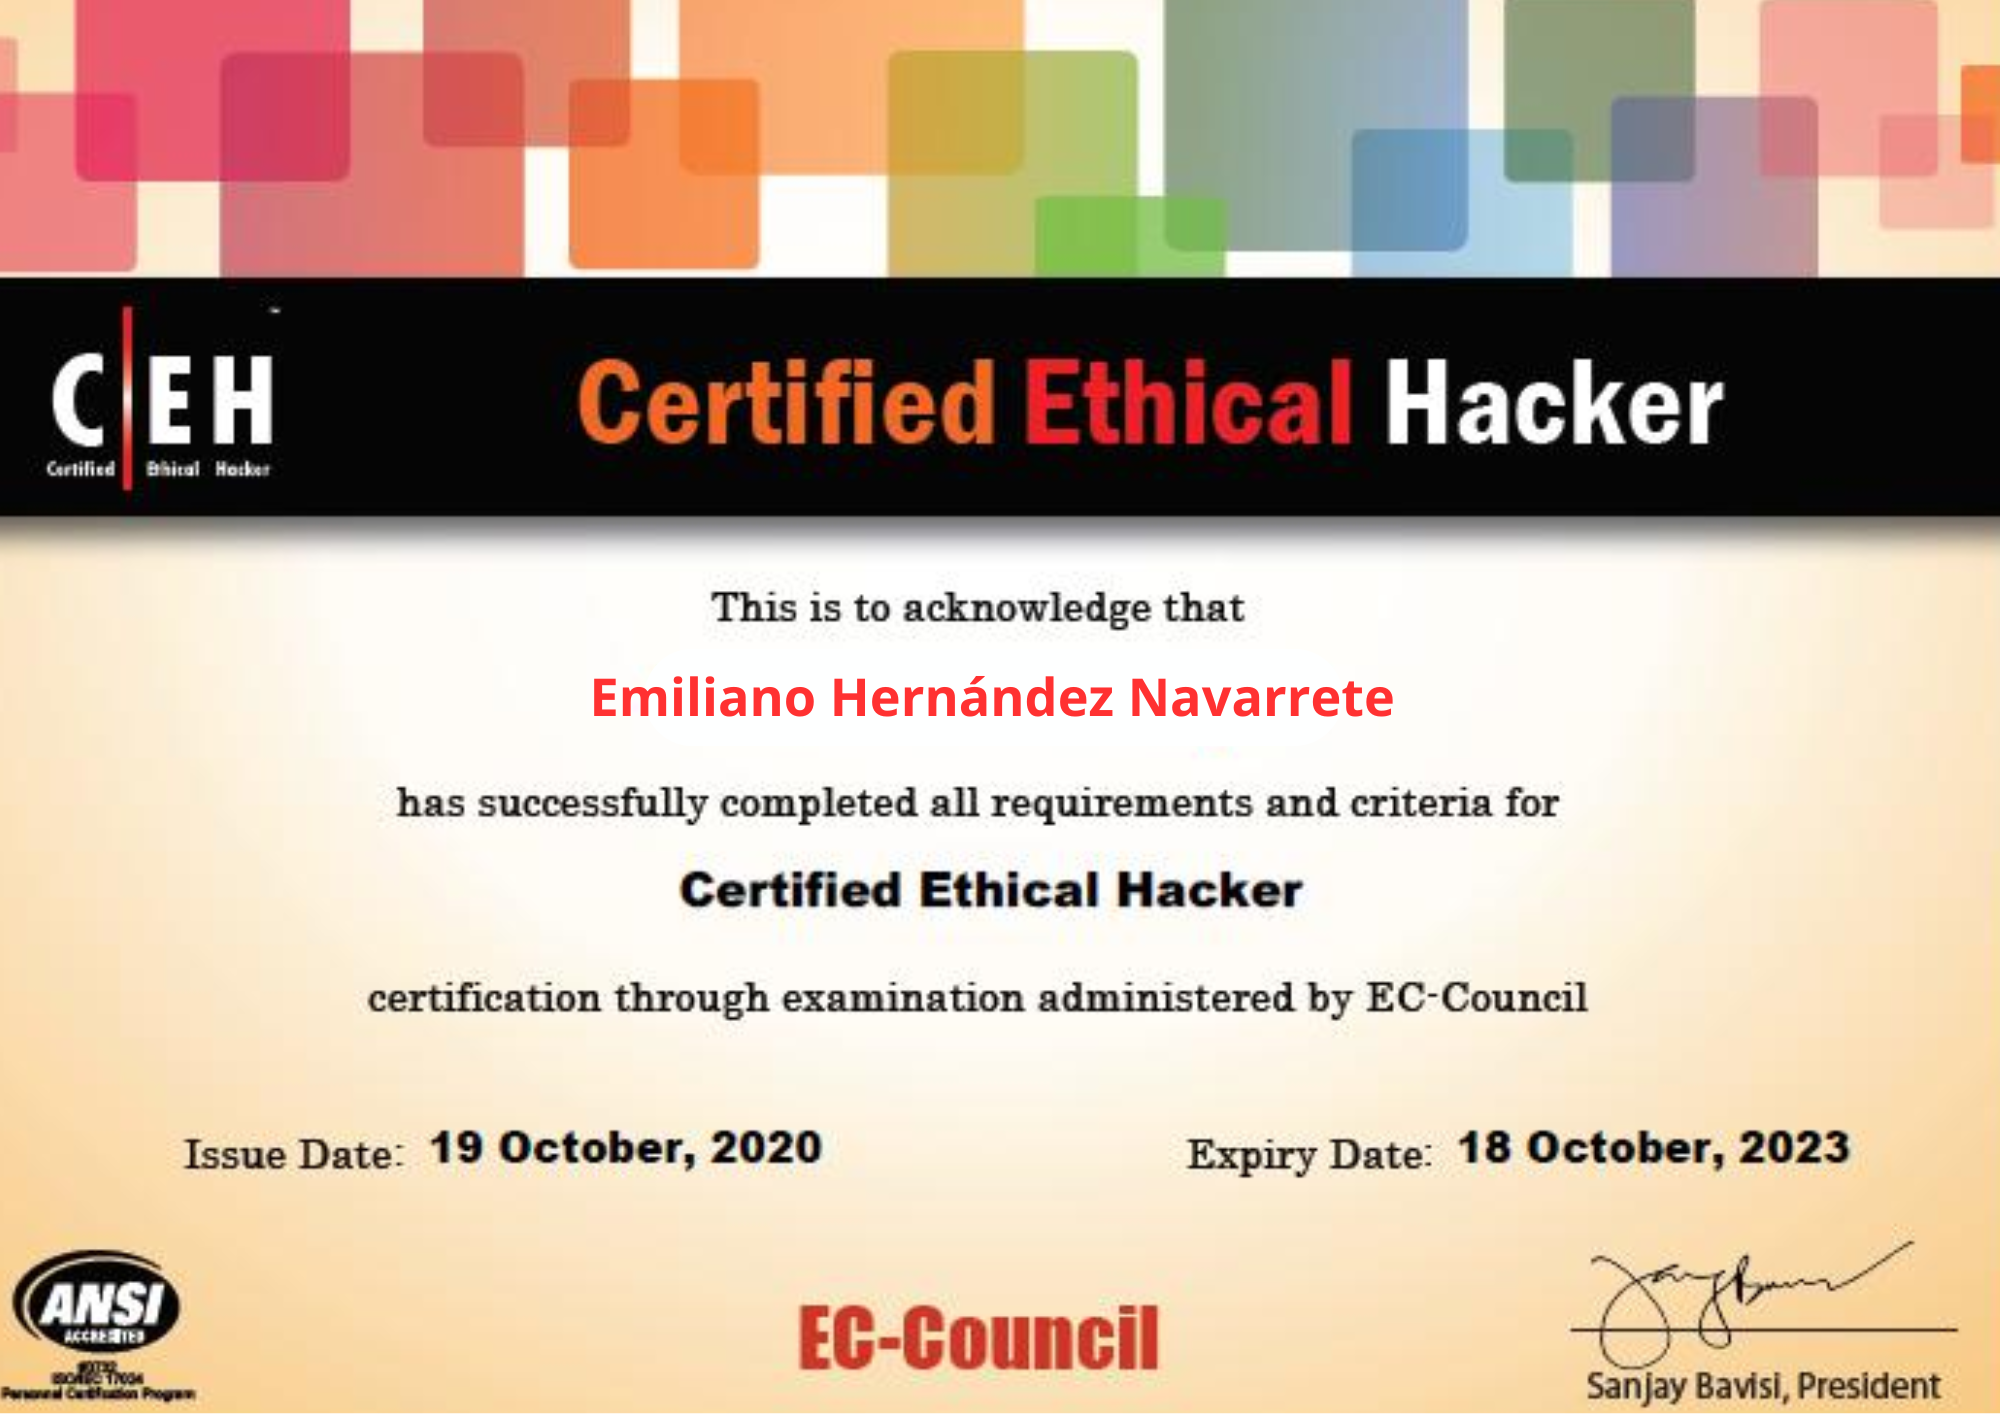 CEH
Certified Ethical Hacker
Certified Ethical Hacker
This is to acknowledge that
Emiliano Hernández Navarrete
has successfully completed all requirements and criteria for
Certified Ethical Hacker
certification through examination administered by EC-Council
Issue Date: 19 October, 2020
Expiry Date: 18 October, 2023
ANSI
ACCREDITED
ISO/IEC 17024
Personnel Certification Program
EC-Council
Sanjay Bavisi, President